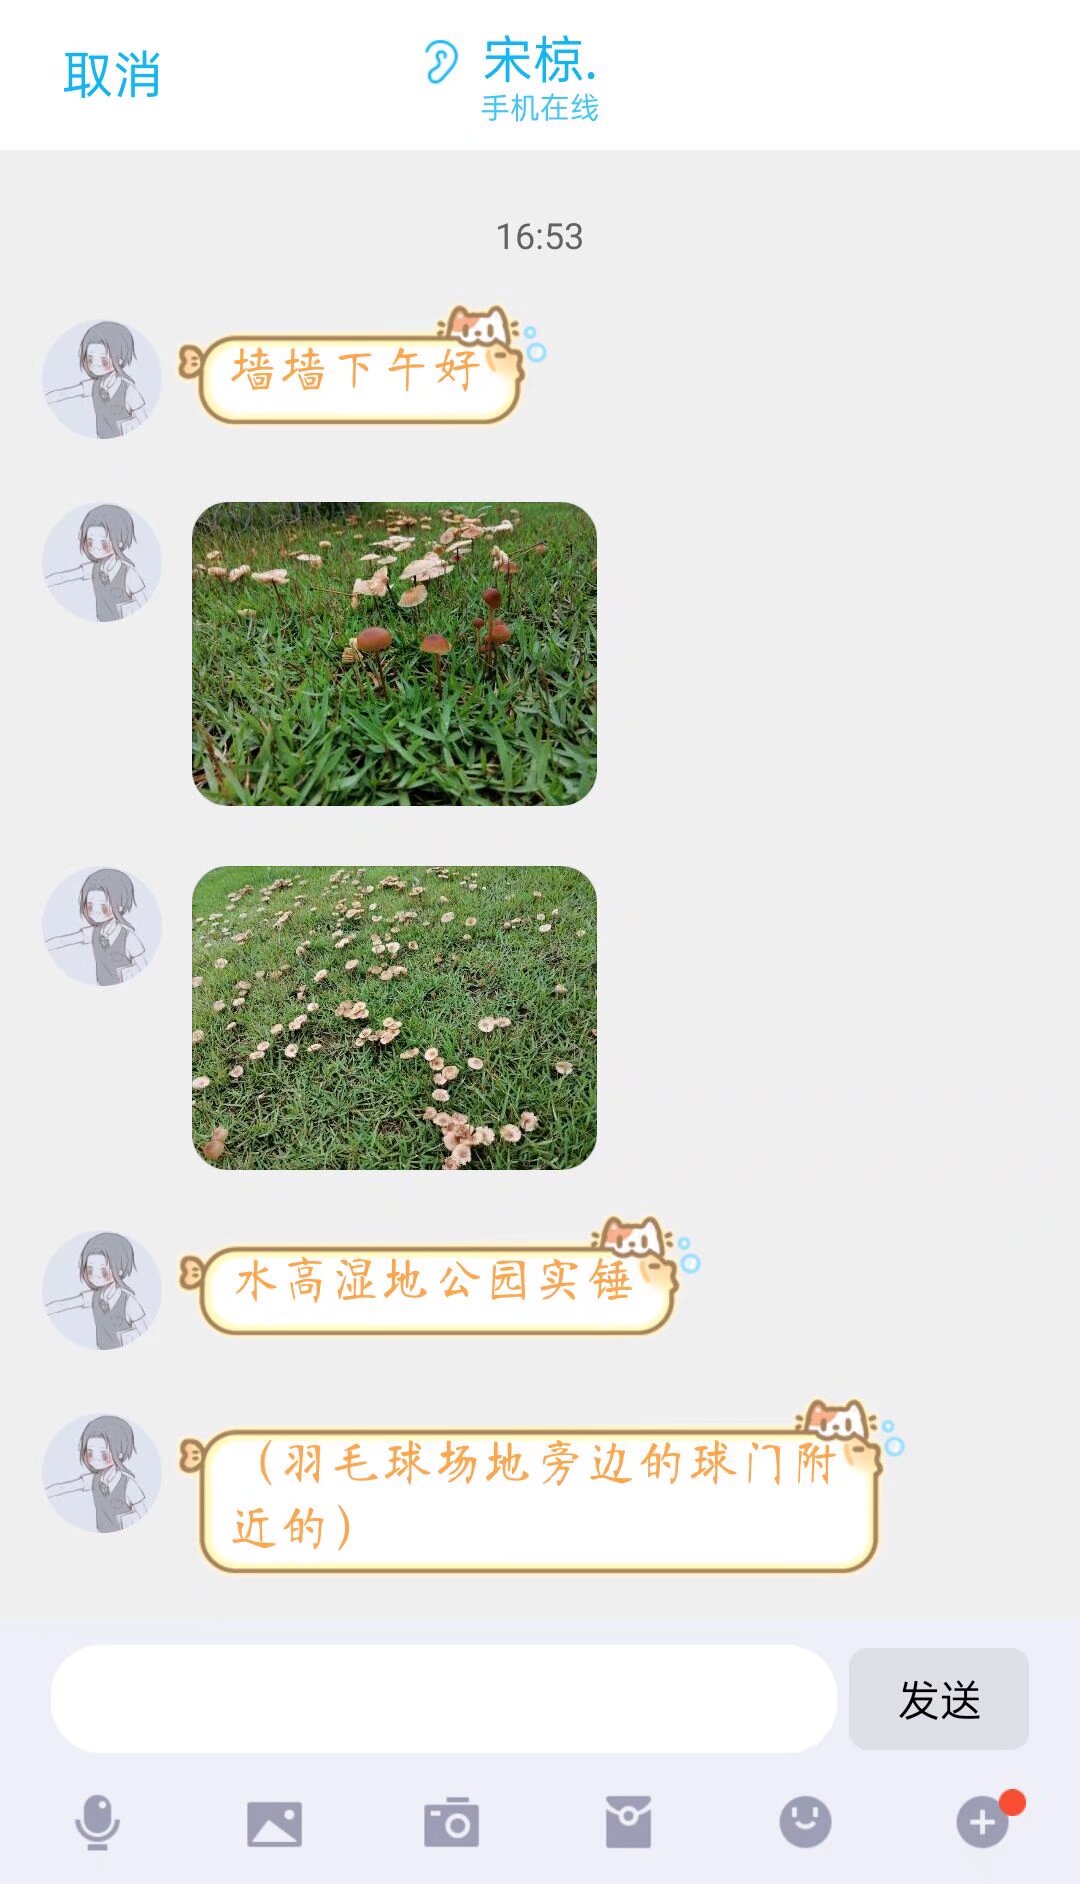 取消
宋椋.
手机在线
16:53
墙墙下午好
水高湿地公园实锤
（羽毛球场地旁边的球门附
近的）
发送